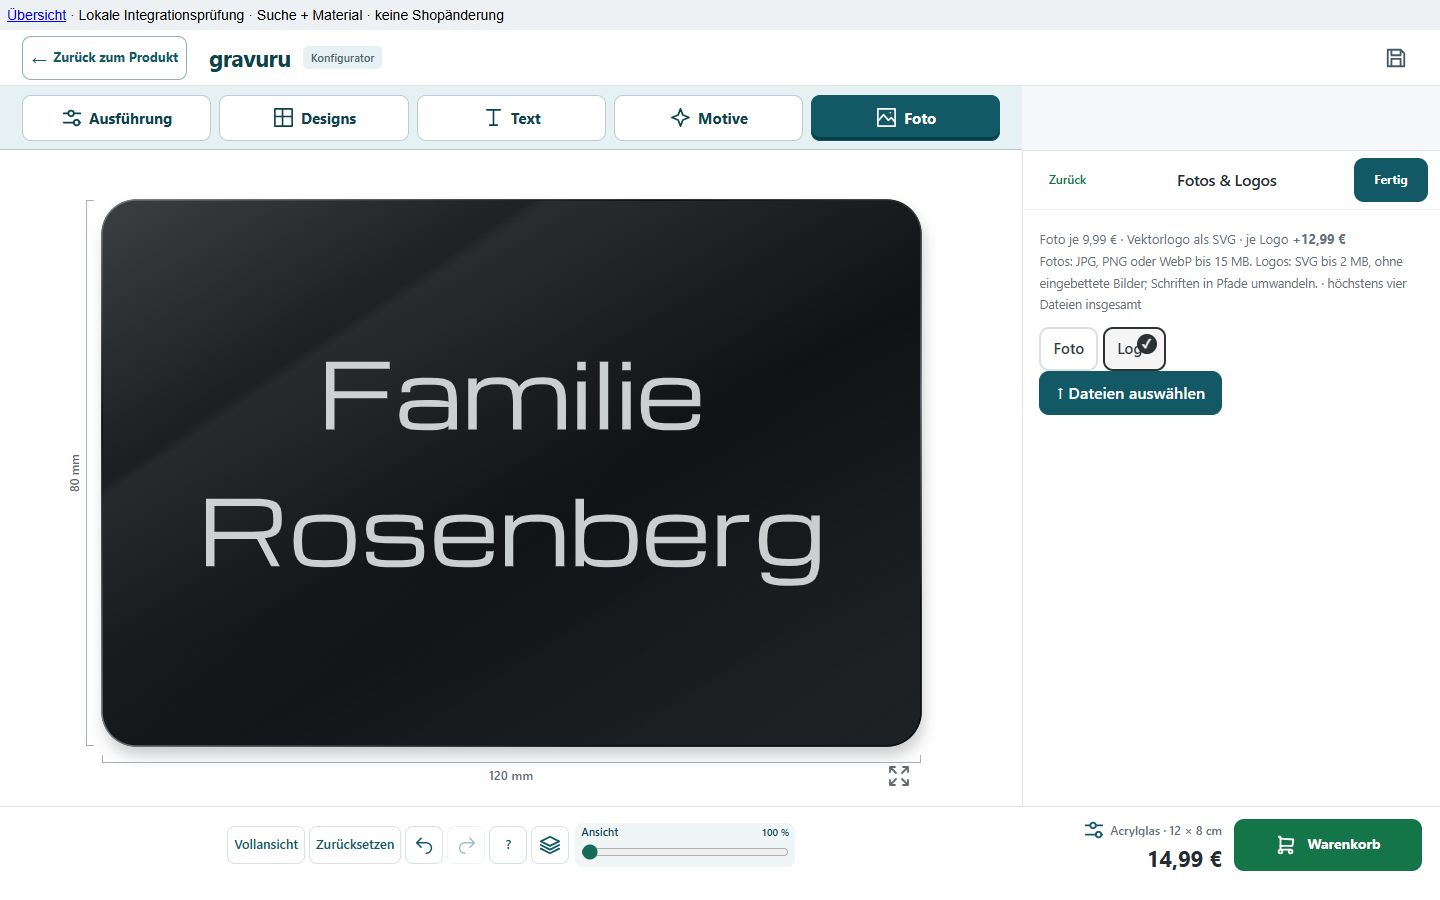 Übersicht · Lokale Integrationsprüfung · Suche + Material · keine Shopänderung
← Zurück zum Produkt
gravuru
Konfigurator
Ausführung
Designs
Text
Motive
Foto
Zurück
Fotos & Logos
Fertig
Foto je 9,99 € · Vektorlogo als SVG · je Logo +12,99 €
Fotos: JPG, PNG oder WebP bis 15 MB. Logos: SVG bis 2 MB, ohne
eingebettete Bilder; Schriften in Pfade umwandeln. · höchstens vier
Dateien insgesamt
Foto
↑ Dateien auswählen
Familie
Rosenberg
80 mm
120 mm
Vollansicht
Zurücksetzen
?
Ansicht
100 %
Acrylglas · 12 × 8 cm
14,99 €
Warenkorb